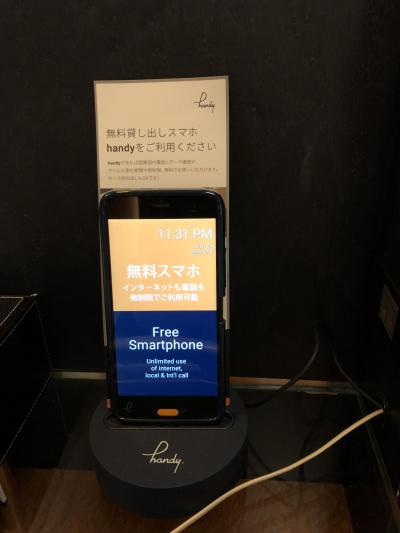 handy.
無料貸し出しスマホ
handyをご利用ください
11:31 PM
無料スマホ
インターネットも電話も
無制限でご利用可能
Free
Smartphone
Unlimited use
of internet,
local & Int'l call
handy.